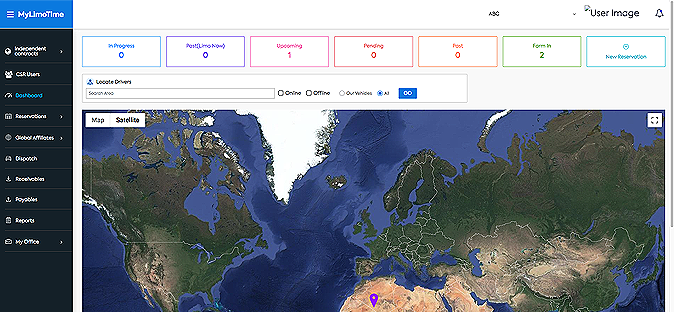 MyLimoTime
ABG
User Image
Independent contracts
CSR Users
Dashboard
Reservations
Global Affiliates
Dispatch
Receivables
Payables
Reports
My Office
In Progress
0
Past(Limo Now)
0
Upcoming
1
Pending
0
Past
0
Farm In
2
New Reservation
Locate Drivers
Search Area
Online
Offline
Our Vehicles
All
GO
Map
Satellite